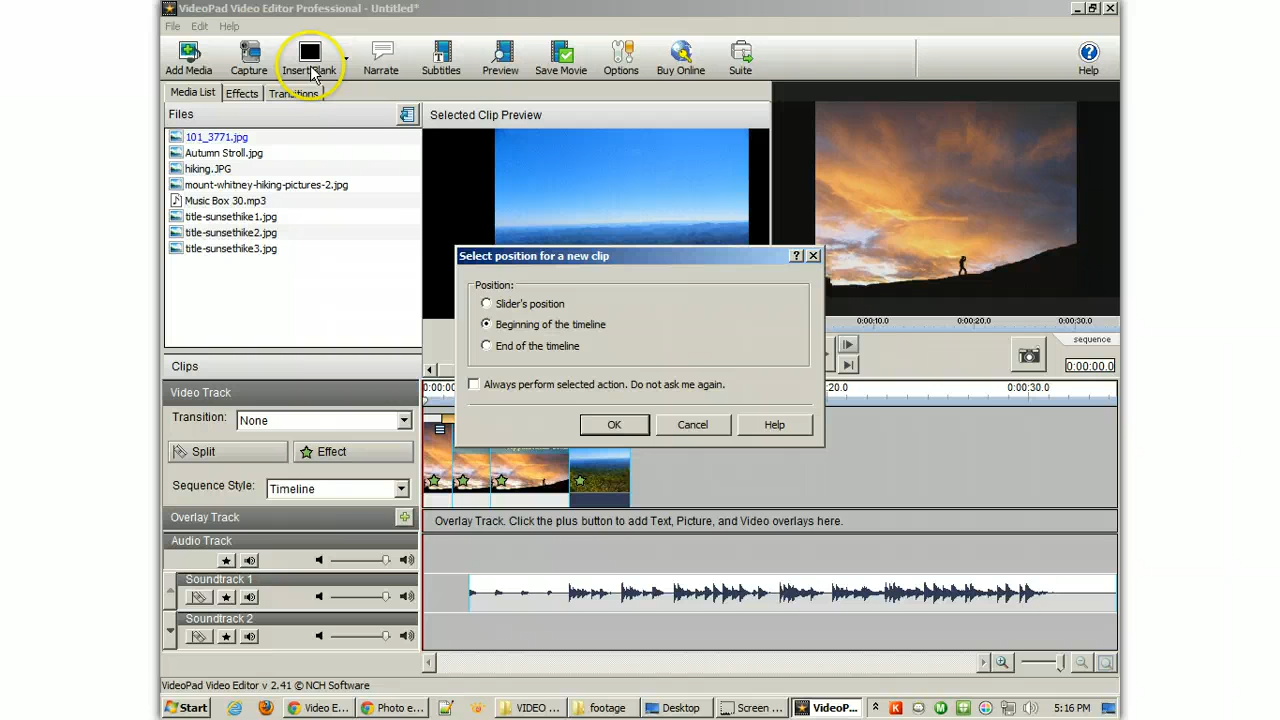 VideoPad Video Editor Professional - Untitled*
File Edit Help
Add Media Capture Insert Blank Narrate Subtitles Preview Save Movie Options Buy Online Suite Help
Media List Effects Transitions
Files
Selected Clip Preview
101_3771.jpg
Autumn Stroll.jpg
hiking.JPG
mount-whitney-hiking-pictures-2.jpg
Music Box 30.mp3
title-sunsethike1.jpg
title-sunsethike2.jpg
title-sunsethike3.jpg
Select position for a new clip
Position:
Slider's position
Beginning of the timeline
End of the timeline
Always perform selected action. Do not ask me again.
OK Cancel Help
0:00:10.0 0:00:20.0 0:00:30.0
sequence
0:00:00.0
Clips
0:00:0 20.0 0:00:30.0
Video Track
Transition: None
Split Effect
Sequence Style: Timeline
Overlay Track
Overlay Track. Click the plus button to add Text, Picture, and Video overlays here.
Audio Track
Soundtrack 1
Soundtrack 2
VideoPad Video Editor v 2.41 © NCH Software
Start Video E... Photo e... VIDEO ... footage Desktop Screen ... VideoP... 5:16 PM